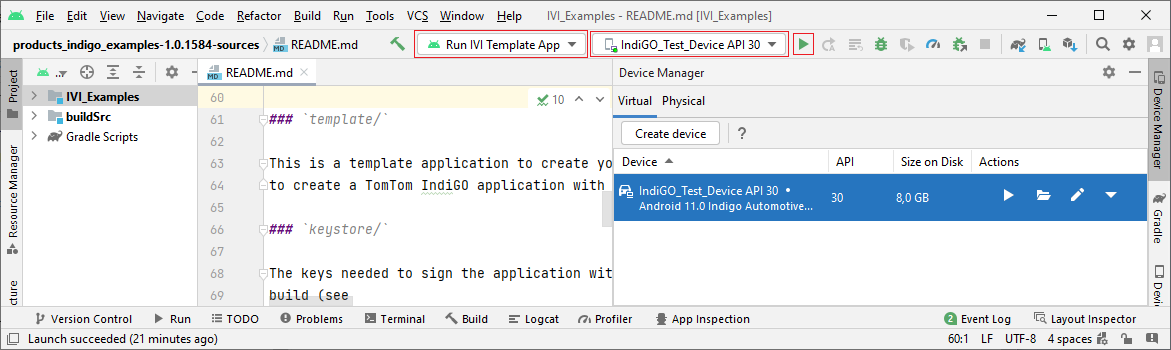 File Edit View Navigate Code Refactor Build Run Tools VCS Window Help IVI_Examples - README.md [IVI_Examples]
products_indigo_examples-1.0.1584-sources README.md Run IVI Template App IndiGO_Test_Device API 30
Project
Resource Manager
cture
..
IVI_Examples
buildSrc
Gradle Scripts
README.md
10
60
61 ### `template/`
62
63 This is a template application to create yo
64 to create a TomTom IndiGO application with
65
66 ### `keystore/`
67
68 The keys needed to sign the application wit
69 build (see
Device Manager
Virtual Physical
Create device ?
Device API Size on Disk Actions
IndiGO_Test_Device API 30 •
Android 11.0 Indigo Automotive...
30 8,0 GB
Device Manager
Gradle
Devi
Version Control Run TODO Problems Terminal Build Logcat Profiler App Inspection 2 Event Log Layout Inspector
Launch succeeded (21 minutes ago) 60:1 LF UTF-8 4 spaces